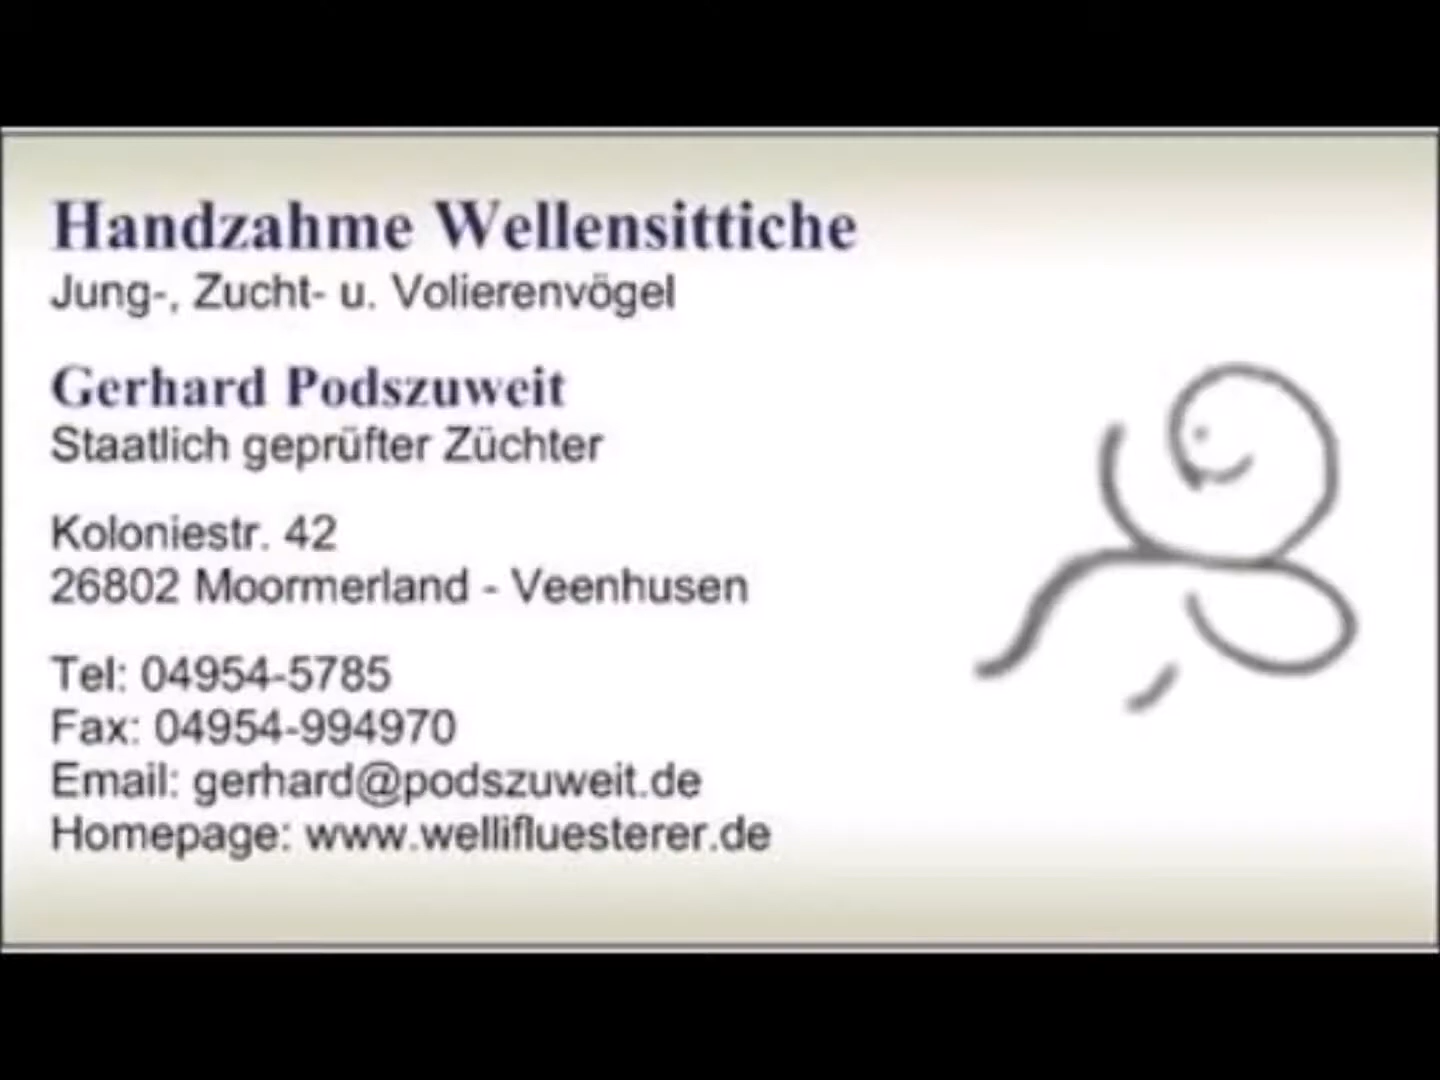 Handzahme Wellensittiche
Jung-, Zucht- u. Volierenvögel
Gerhard Podszuweit
Staatlich geprüfter Züchter
Koloniestr. 42
26802 Moormerland - Veenhusen
Tel: 04954-5785
Fax: 04954-994970
Email: gerhard@podszuweit.de
Homepage: www.wellifluesterer.de